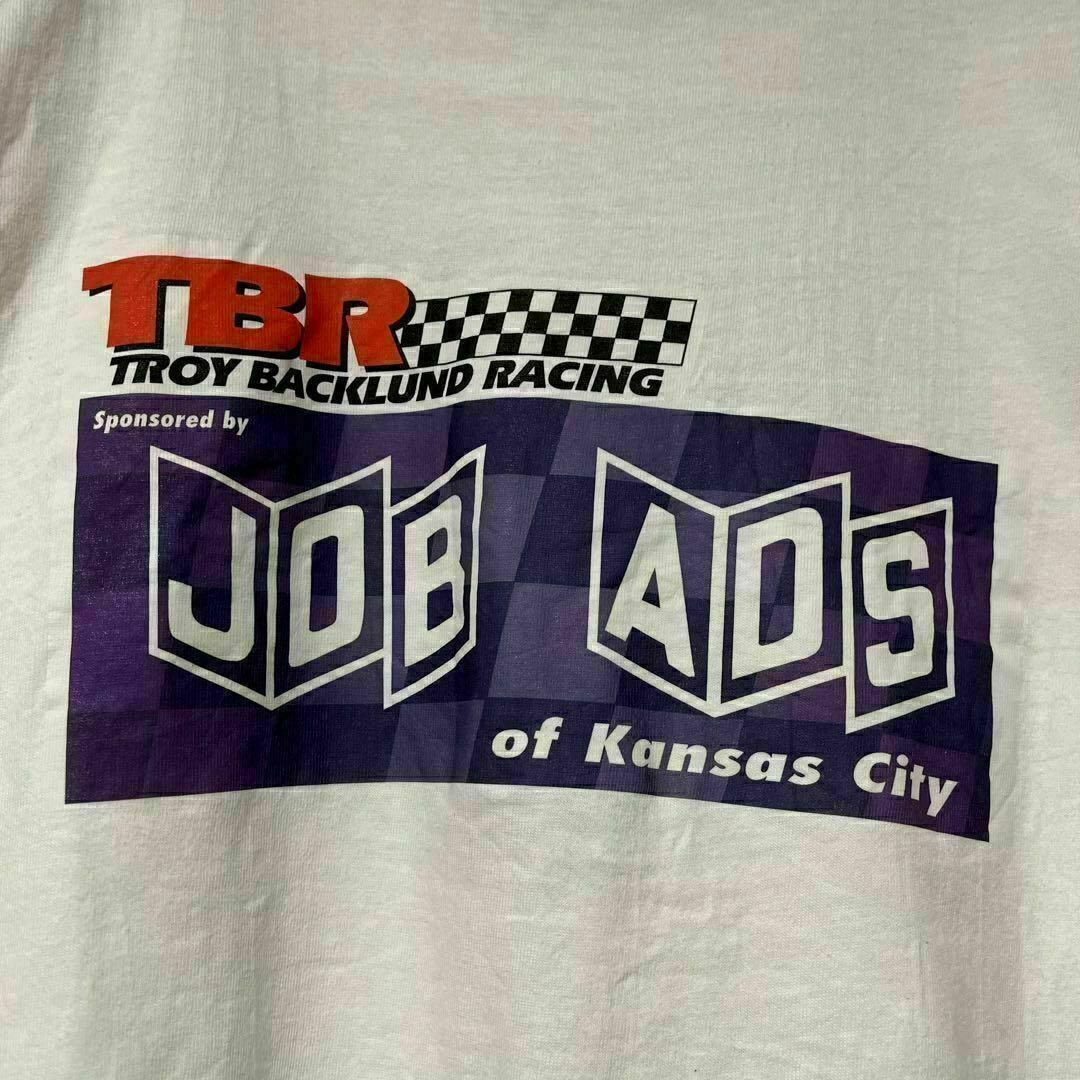 TBR
TROY BACKLUND RACING
Sponsored by
JOB ADS
of Kansas City